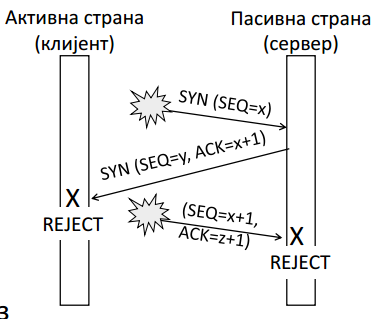 Активна страна
(клијент)
Пасивна страна
(сервер)
SYN (SEQ=x)
SYN (SEQ=y, ACK=x+1)
X
REJECT
(SEQ=x+1,
ACK=z+1)
X
REJECT
з